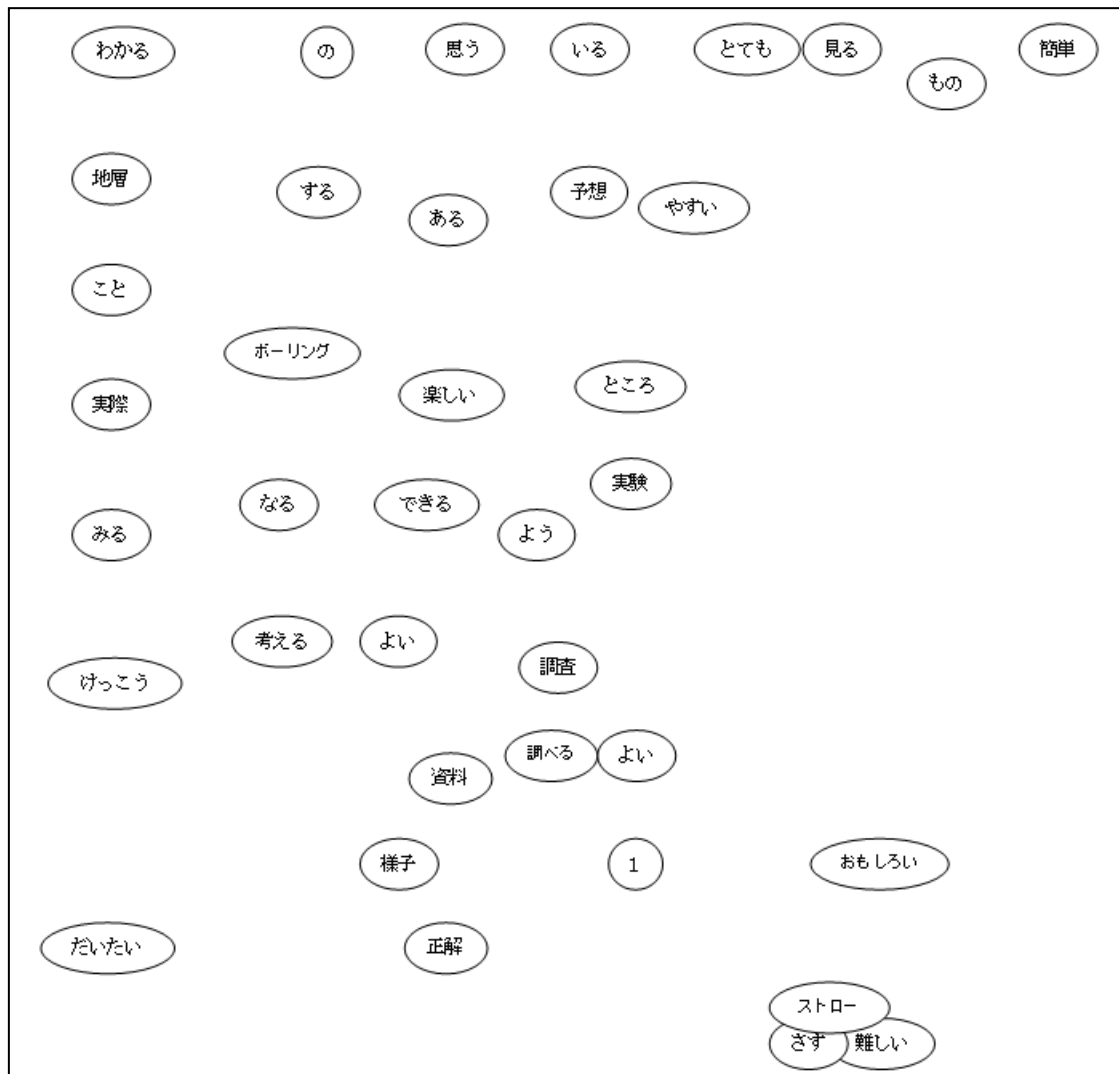 わかる
の
思う
いる
とても
見る
もの
簡単
地層
する
ある
予想
やすい
こと
ボーリング
実際
楽しい
ところ
実験
みる
なる
できる
よう
けっこう
考える
よい
調査
資料
調べる
よい
様子
1
おもしろい
だいたい
正解
ストロー
さす
難しい